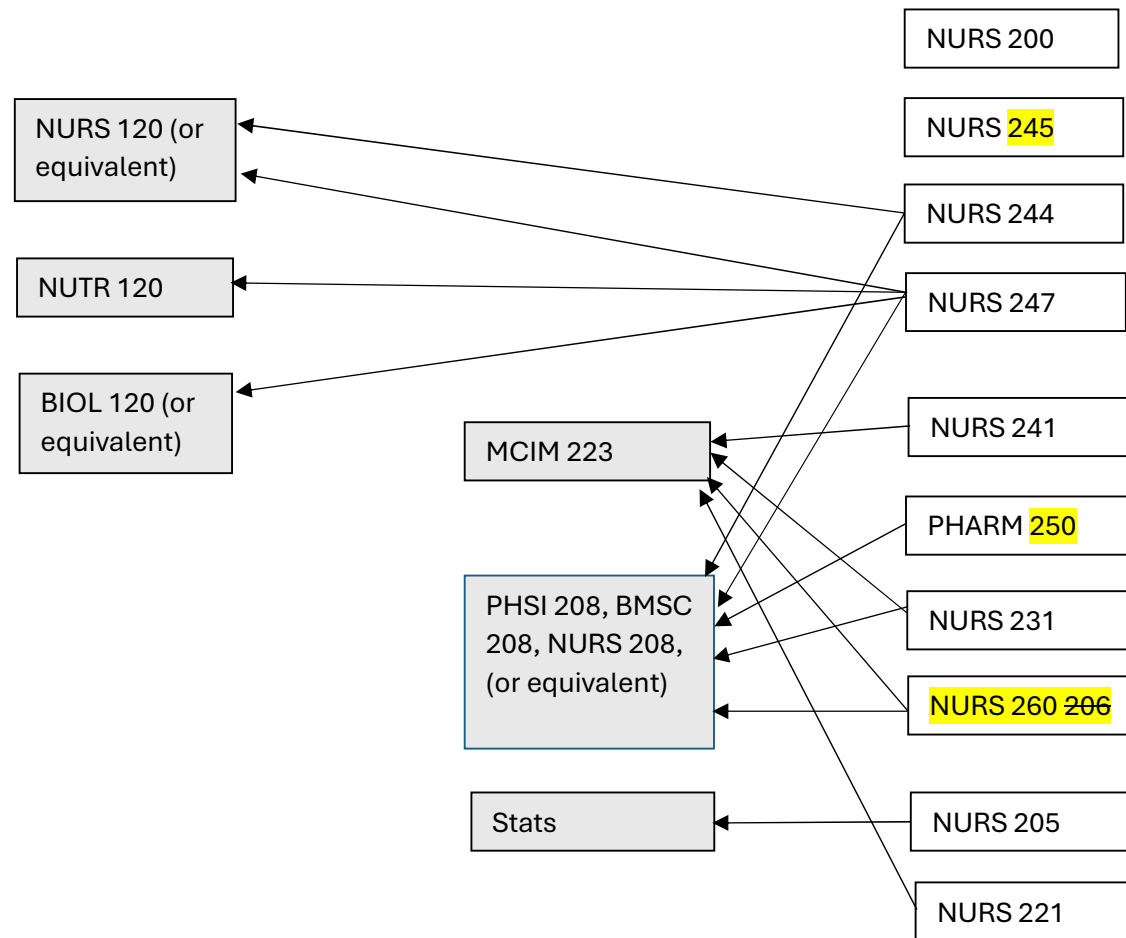 NURS 200
NURS 120 (or
equivalent)
NURS 245
NURS 244
NUTR 120
NURS 247
BIOL 120 (or
equivalent)
MCIM 223
NURS 241
PHARM 250
PHSI 208, BMSC
208, NURS 208,
(or equivalent)
NURS 231
NURS 260 206
Stats
NURS 205
NURS 221